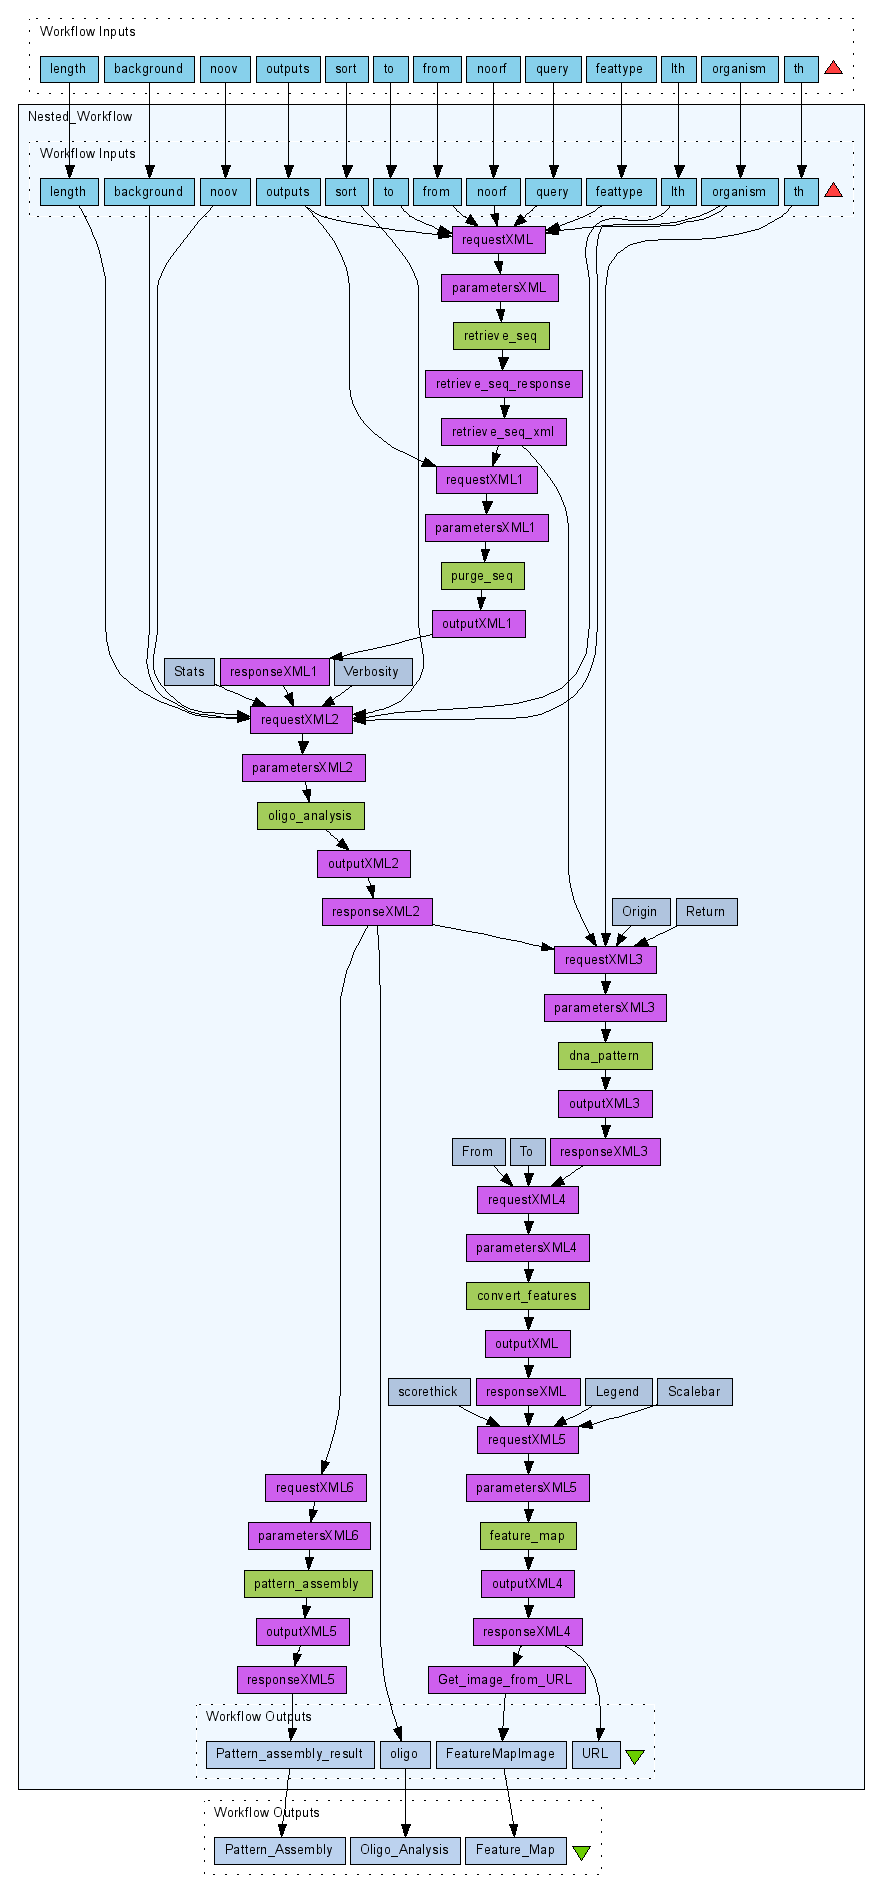 Workflow Inputs
length background noov outputs sort to from noorf query feattype lth organism th
Nested_Workflow
Workflow Inputs
length background noov outputs sort to from noorf query feattype lth organism th
requestXML
parametersXML
retrieve_seq
retrieve_seq_response
retrieve_seq_xml
requestXML1
parametersXML1
purge_seq
outputXML1
Stats responseXML1 Verbosity
requestXML2
parametersXML2
oligo_analysis
outputXML2
responseXML2 Origin Return
requestXML3
parametersXML3
dna_pattern
outputXML3
From To responseXML3
requestXML4
parametersXML4
convert_features
outputXML
scorethick responseXML Legend Scalebar
requestXML5
requestXML6 parametersXML5
parametersXML6 feature_map
pattern_assembly outputXML4
outputXML5 responseXML4
responseXML5 Get_image_from_URL
Workflow Outputs
Pattern_assembly_result oligo FeatureMapImage URL
Workflow Outputs
Pattern_Assembly Oligo_Analysis Feature_Map